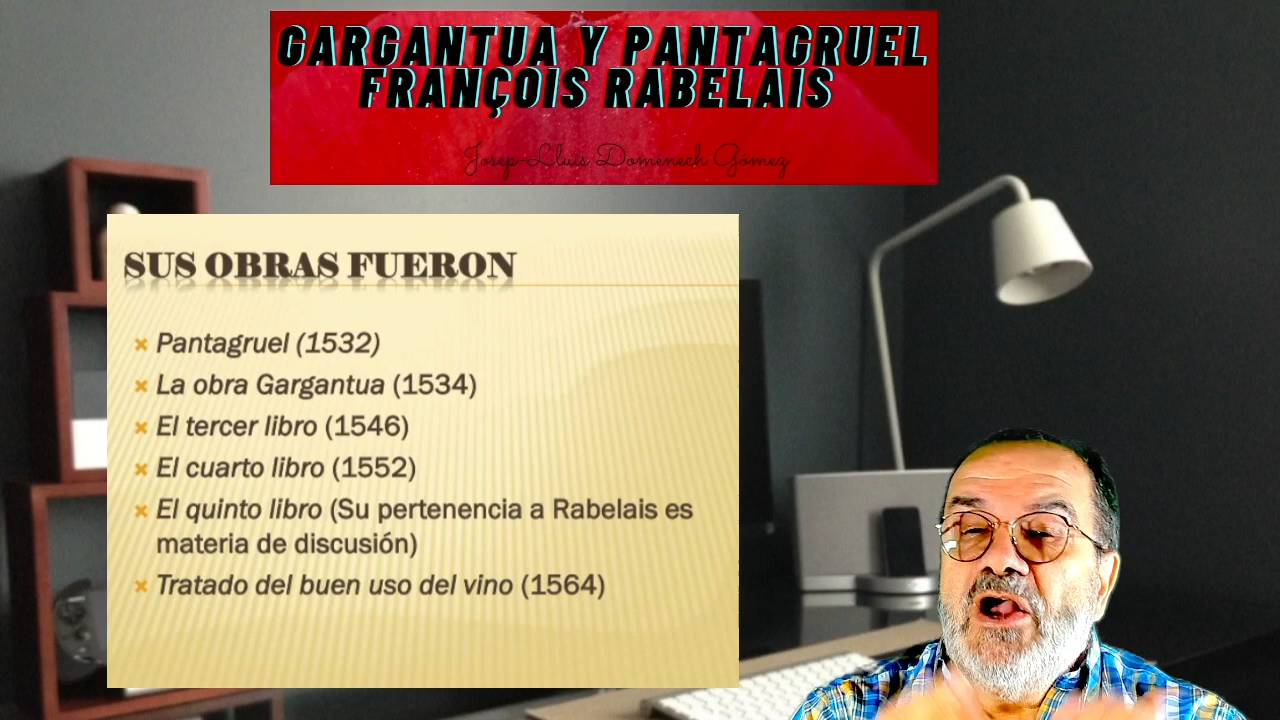 GARGANTUA Y PANTAGRUEL
FRANÇOIS RABELAIS
Josep-Lluís Domènech Gómez
SUS OBRAS FUERON
Pantagruel (1532)
La obra Gargantua (1534)
El tercer libro (1546)
El cuarto libro (1552)
El quinto libro (Su pertenencia a Rabelais es
materia de discusión)
Tratado del buen uso del vino (1564)